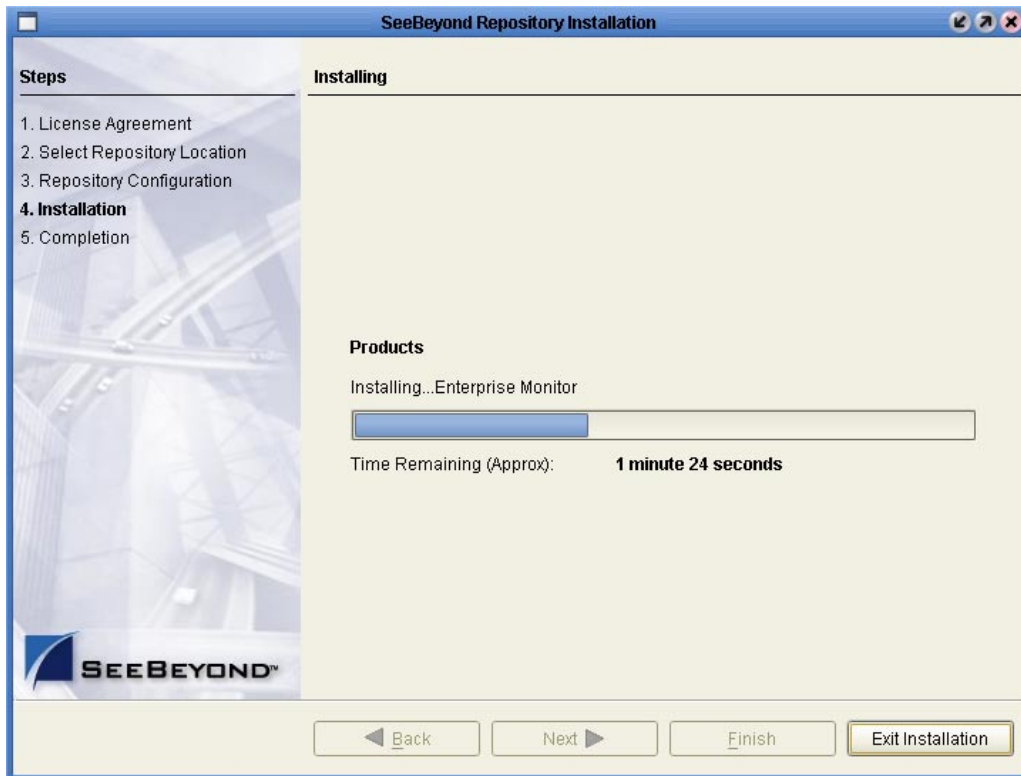 SeeBeyond Repository Installation
Steps
1. License Agreement
2. Select Repository Location
3. Repository Configuration
4. Installation
5. Completion
SEEBEYOND™
Installing
Products
Installing...Enterprise Monitor
Time Remaining (Approx): 1 minute 24 seconds
Back Next Finish Exit Installation